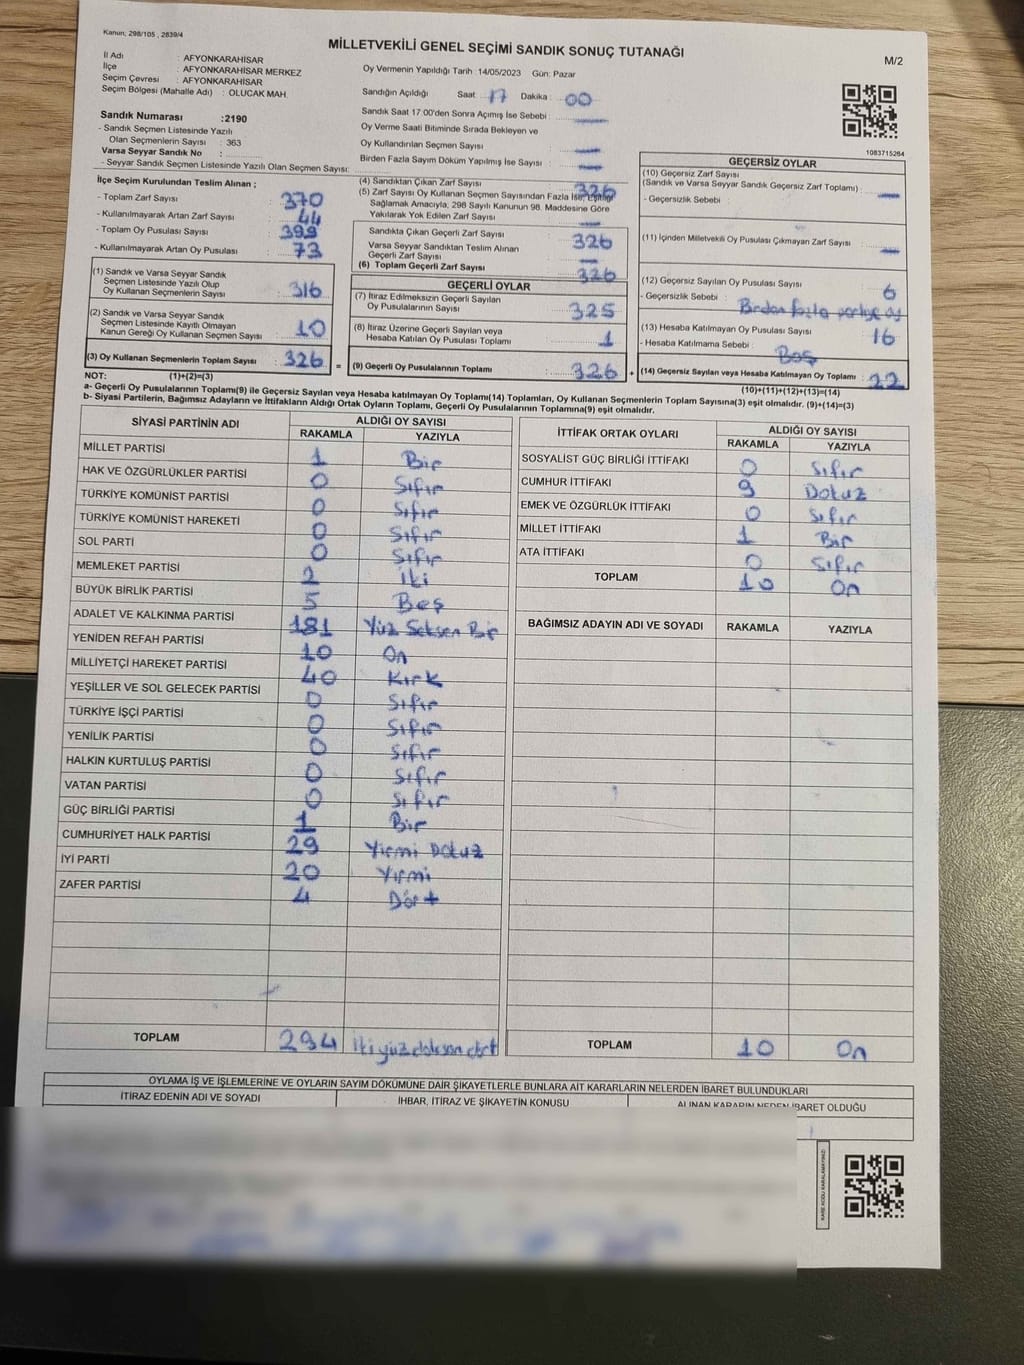 Kanun, 298/105 , 2839/4
MİLLETVEKİLİ GENEL SEÇİMİ SANDIK SONUÇ TUTANAĞI
M/2
İl Adı : AFYONKARAHİSAR
İlçe : AFYONKARAHİSAR MERKEZ
Seçim Çevresi : AFYONKARAHİSAR
Seçim Bölgesi (Mahalle Adı) : OLUCAK MAH.
Sandık Numarası :2190
- Sandık Seçmen Listesinde Yazılı
Olan Seçmenlerin Sayısı : 363
Varsa Seyyar Sandık No :
- Seyyar Sandık Seçmen Listesinde Yazılı Olan Seçmen Sayısı:
Oy Vermenin Yapıldığı Tarih :14/05/2023 Gün: Pazar
Sandığın Açıldığı Saat : 17 Dakika : 00
Sandık Saat 17.00'den Sonra Açımış İse Sebebi : —
Oy Verme Saati Bitiminde Sırada Bekleyen ve
Oy Kullandırılan Seçmen Sayısı : —
Birden Fazla Sayım Döküm Yapılmış İse Sayısı : —
1083715264
İlçe Seçim Kurulundan Teslim Alınan ;
- Toplam Zarf Sayısı : 370
- Kullanılmayarak Artan Zarf Sayısı : 44
- Toplam Oy Pusulası Sayısı : 399
- Kullanılmayarak Artan Oy Pusulası : 73
(4) Sandıktan Çıkan Zarf Sayısı 326
(5) Zarf Sayısı Oy Kullanan Seçmen Sayısından Fazla İse, Eşitliği
Sağlamak Amacıyla, 298 Sayılı Kanunun 98. Maddesine Göre
Yakılarak Yok Edilen Zarf Sayısı : —
Sandıkta Çıkan Geçerli Zarf Sayısı : 326
Varsa Seyyar Sandıktan Teslim Alınan
Geçerli Zarf Sayısı : —
(6) Toplam Geçerli Zarf Sayısı : 326
GEÇERSİZ OYLAR
(10) Geçersiz Zarf Sayısı
(Sandık ve Varsa Seyyar Sandık Geçersiz Zarf Toplamı) : —
- Geçersizlik Sebebi :
(11) İçinden Milletvekili Oy Pusulası Çıkmayan Zarf Sayısı : —
(12) Geçersiz Sayılan Oy Pusulası Sayısı : 6
- Geçersizlik Sebebi : Birden fazla partiye oy
(13) Hesaba Katılmayan Oy Pusulası Sayısı : 16
- Hesaba Katılmama Sebebi : Boş
(14) Geçersiz Sayılan veya Hesaba Katılmayan Oy Toplamı : 22
(10)+(11)+(12)+(13)=(14)
(1) Sandık ve Varsa Seyyar Sandık
Seçmen Listesinde Yazılı Olup
Oy Kullanan Seçmenlerin Sayısı : 316
(2) Sandık ve Varsa Seyyar Sandık
Seçmen Listesinde Kayıtlı Olmayan
Kanun Gereği Oy Kullanan Seçmen Sayısı : 10
(3) Oy Kullanan Seçmenlerin Toplam Sayısı : 326 =
GEÇERLİ OYLAR
(7) İtiraz Edilmeksizin Geçerli Sayılan
Oy Pusulalarının Sayısı : 325
(8) İtiraz Üzerine Geçerli Sayılan veya
Hesaba Katılan Oy Pusulası Toplamı : 1
(9) Geçerli Oy Pusulalarının Toplamı : 326 +
NOT: (1)+(2)=(3)
a- Geçerli Oy Pusulalarının Toplamı(9) ile Geçersiz Sayılan veya Hesaba katılmayan Oy Toplamı(14) Toplamları, Oy Kullanan Seçmenlerin Toplam Sayısına(3) eşit olmalıdır. (9)+(14)=(3)
b- Siyasi Partilerin, Bağımsız Adayların ve İttifakların Aldığı Ortak Oyların Toplamı, Geçerli Oy Pusulalarının Toplamına(9) eşit olmalıdır.
SİYASİ PARTİNİN ADI ALDIĞI OY SAYISI
RAKAMLA YAZIYLA
MİLLET PARTİSİ 1 Bir
HAK VE ÖZGÜRLÜKLER PARTİSİ 0 Sıfır
TÜRKİYE KOMÜNİST PARTİSİ 0 Sıfır
TÜRKİYE KOMÜNİST HAREKETİ 0 Sıfır
SOL PARTİ 0 Sıfır
MEMLEKET PARTİSİ 2 İki
BÜYÜK BİRLİK PARTİSİ 5 Beş
ADALET VE KALKINMA PARTİSİ 181 Yüz Seksen Bir
YENİDEN REFAH PARTİSİ 10 On
MİLLİYETÇİ HAREKET PARTİSİ 40 Kırk
YEŞİLLER VE SOL GELECEK PARTİSİ 0 Sıfır
TÜRKİYE İŞÇİ PARTİSİ 0 Sıfır
YENİLİK PARTİSİ 0 Sıfır
HALKIN KURTULUŞ PARTİSİ 0 Sıfır
VATAN PARTİSİ 0 Sıfır
GÜÇ BİRLİĞİ PARTİSİ 1 Bir
CUMHURİYET HALK PARTİSİ 29 Yirmi Dokuz
İYİ PARTİ 20 Yirmi
ZAFER PARTİSİ 4 Dört
TOPLAM 294 İkiyüzdoksan dört
İTTİFAK ORTAK OYLARI ALDIĞI OY SAYISI
RAKAMLA YAZIYLA
SOSYALİST GÜÇ BİRLİĞİ İTTİFAKI 0 Sıfır
CUMHUR İTTİFAKI 9 Dokuz
EMEK VE ÖZGÜRLÜK İTTİFAKI 0 Sıfır
MİLLET İTTİFAKI 1 Bir
ATA İTTİFAKI 0 Sıfır
TOPLAM 10 On
BAĞIMSIZ ADAYIN ADI VE SOYADI RAKAMLA YAZIYLA
TOPLAM 10 On
OYLAMA İŞ VE İŞLEMLERİNE VE OYLARIN SAYIM DÖKÜMÜNE DAİR ŞİKAYETLERLE BUNLARA AİT KARARLARIN NELERDEN İBARET BULUNDUKLARI
İTİRAZ EDENİN ADI VE SOYADI İHBAR, İTİRAZ VE ŞİKAYETİN KONUSU ALINAN KARARIN NEDEN İBARET OLDUĞU
KARE KODU KARALAMAYINIZ!